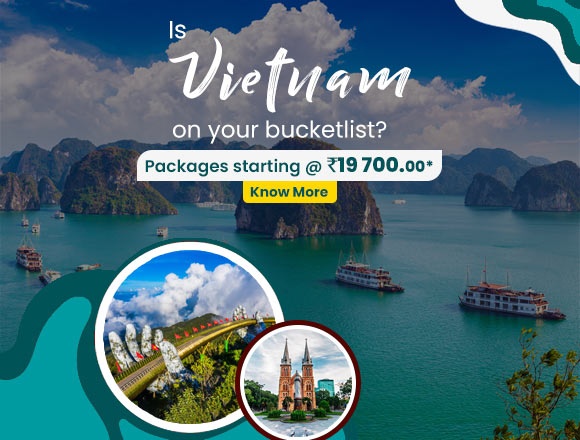 Is
Vietnam
on your bucketlist?
Packages starting @ ₹19 700.00*
Know More